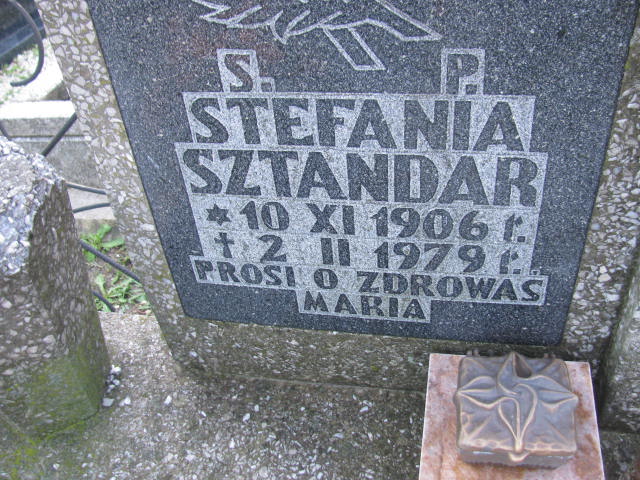 Ś. P.
STEFANIA
SZTANDAR
* 10 XI 1906 r.
† 2 II 1979 r.
PROSI O ZDROWAŚ
MARIA